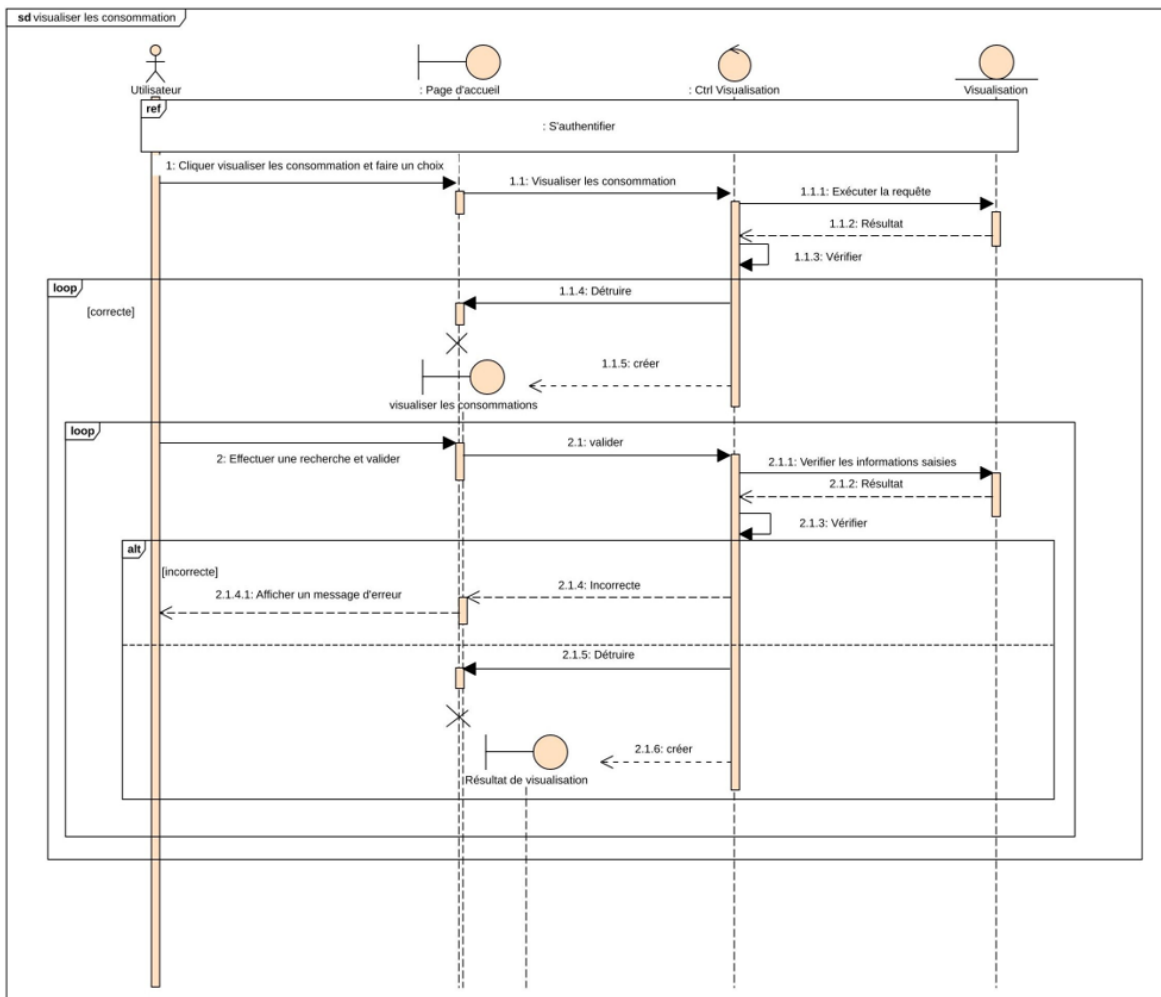 sd visualiser les consommation
Utilisateur
: Page d'accueil
: Ctrl Visualisation
Visualisation
ref
: S'authentifier
1: Cliquer visualiser les consommation et faire un choix
1.1: Visualiser les consommation
1.1.1: Exécuter la requête
1.1.2: Résultat
1.1.3: Vérifier
loop
[correcte]
1.1.4: Détruire
1.1.5: créer
visualiser les consommations
loop
2: Effectuer une recherche et valider
2.1: valider
2.1.1: Verifier les informations saisies
2.1.2: Résultat
2.1.3: Vérifier
alt
[incorrecte]
2.1.4: Incorrecte
2.1.4.1: Afficher un message d'erreur
2.1.5: Détruire
2.1.6: créer
Résultat de visualisation